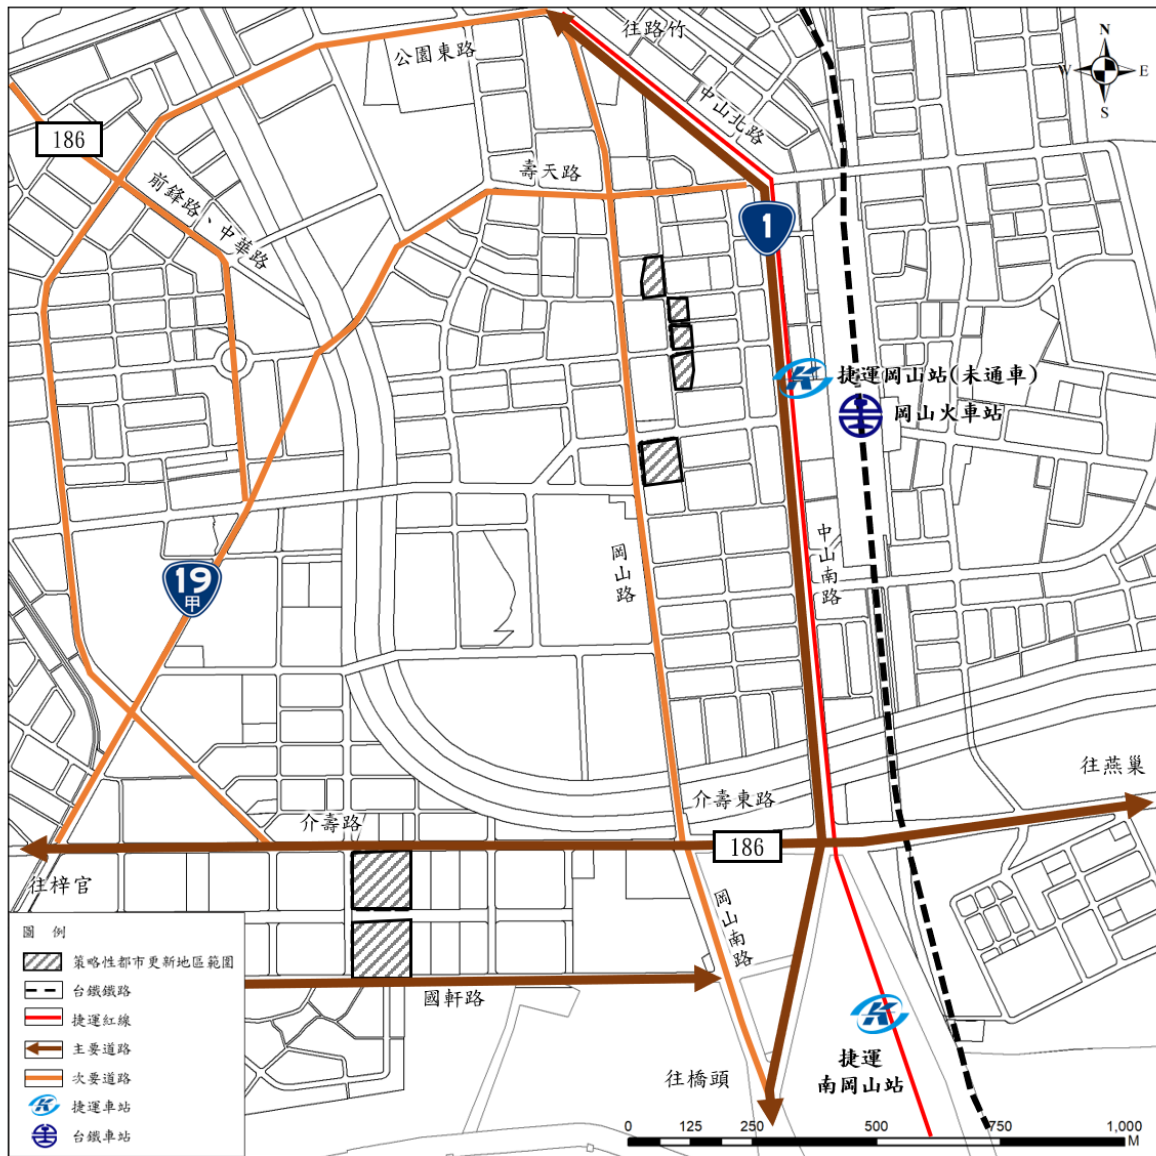 往路竹
公園東路
N
W
E
S
中山北路
186
壽天路
前鋒路、中華路
1
捷運岡山站(未通車)
岡山火車站
岡山路
中山南路
19
甲
往燕巢
介壽東路
介壽路
186
往梓官
岡山南路
國軒路
捷運
南岡山站
往橋頭
圖 例
策略性都市更新地區範圍
台鐵鐵路
捷運紅線
主要道路
次要道路
捷運車站
台鐵車站
0 125 250 500 750 1,000
M